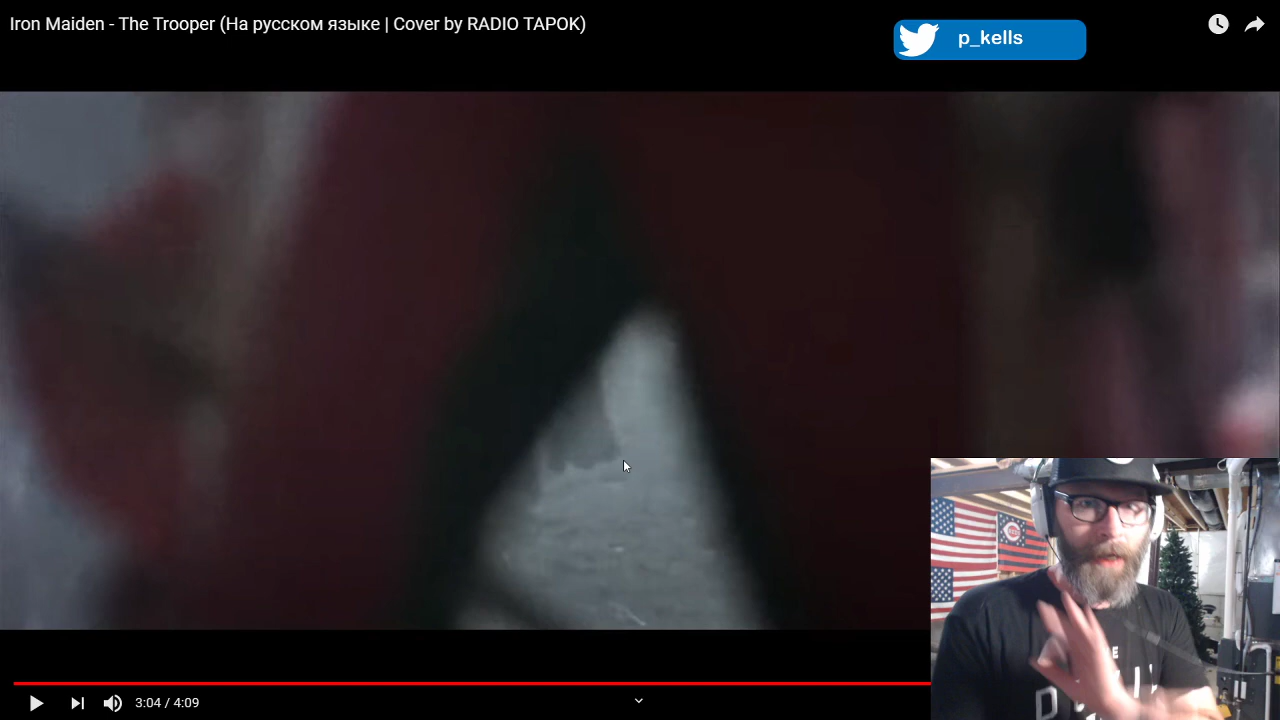 Iron Maiden - The Trooper (На русском языке | Cover by RADIO TAPOK)
p_kells
3:04 / 4:09